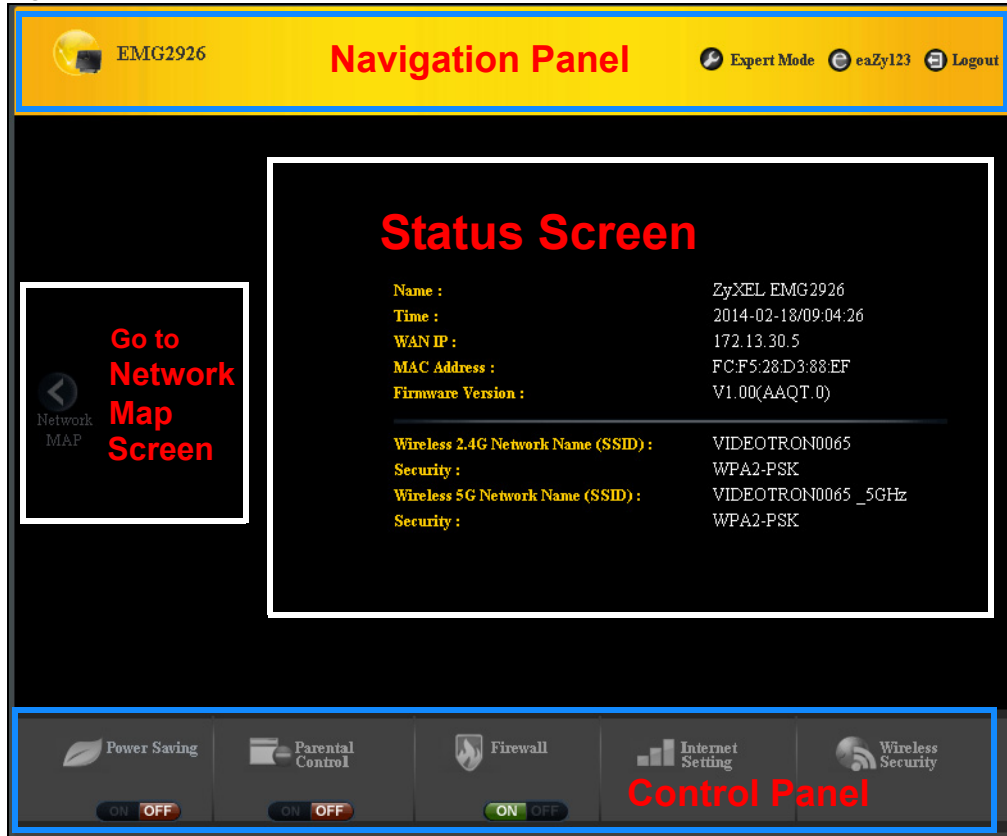 EMG2926
Navigation Panel
Expert Mode
eaZy123
Logout
Status Screen
Name :
ZyXEL EMG2926
Time :
2014-02-18/09:04:26
WAN IP :
172.13.30.5
MAC Address :
FC:F5:28:D3:88:EF
Firmware Version :
V1.00(AAQT.0)
Wireless 2.4G Network Name (SSID) :
VIDEOTRON0065
Security :
WPA2-PSK
Wireless 5G Network Name (SSID) :
VIDEOTRON0065 _5GHz
Security :
WPA2-PSK
Network
MAP
Go to
Network
Map
Screen
Power Saving
ON OFF
Parental
Control
ON OFF
Firewall
ON OFF
Internet
Setting
Wireless
Security
Control Panel